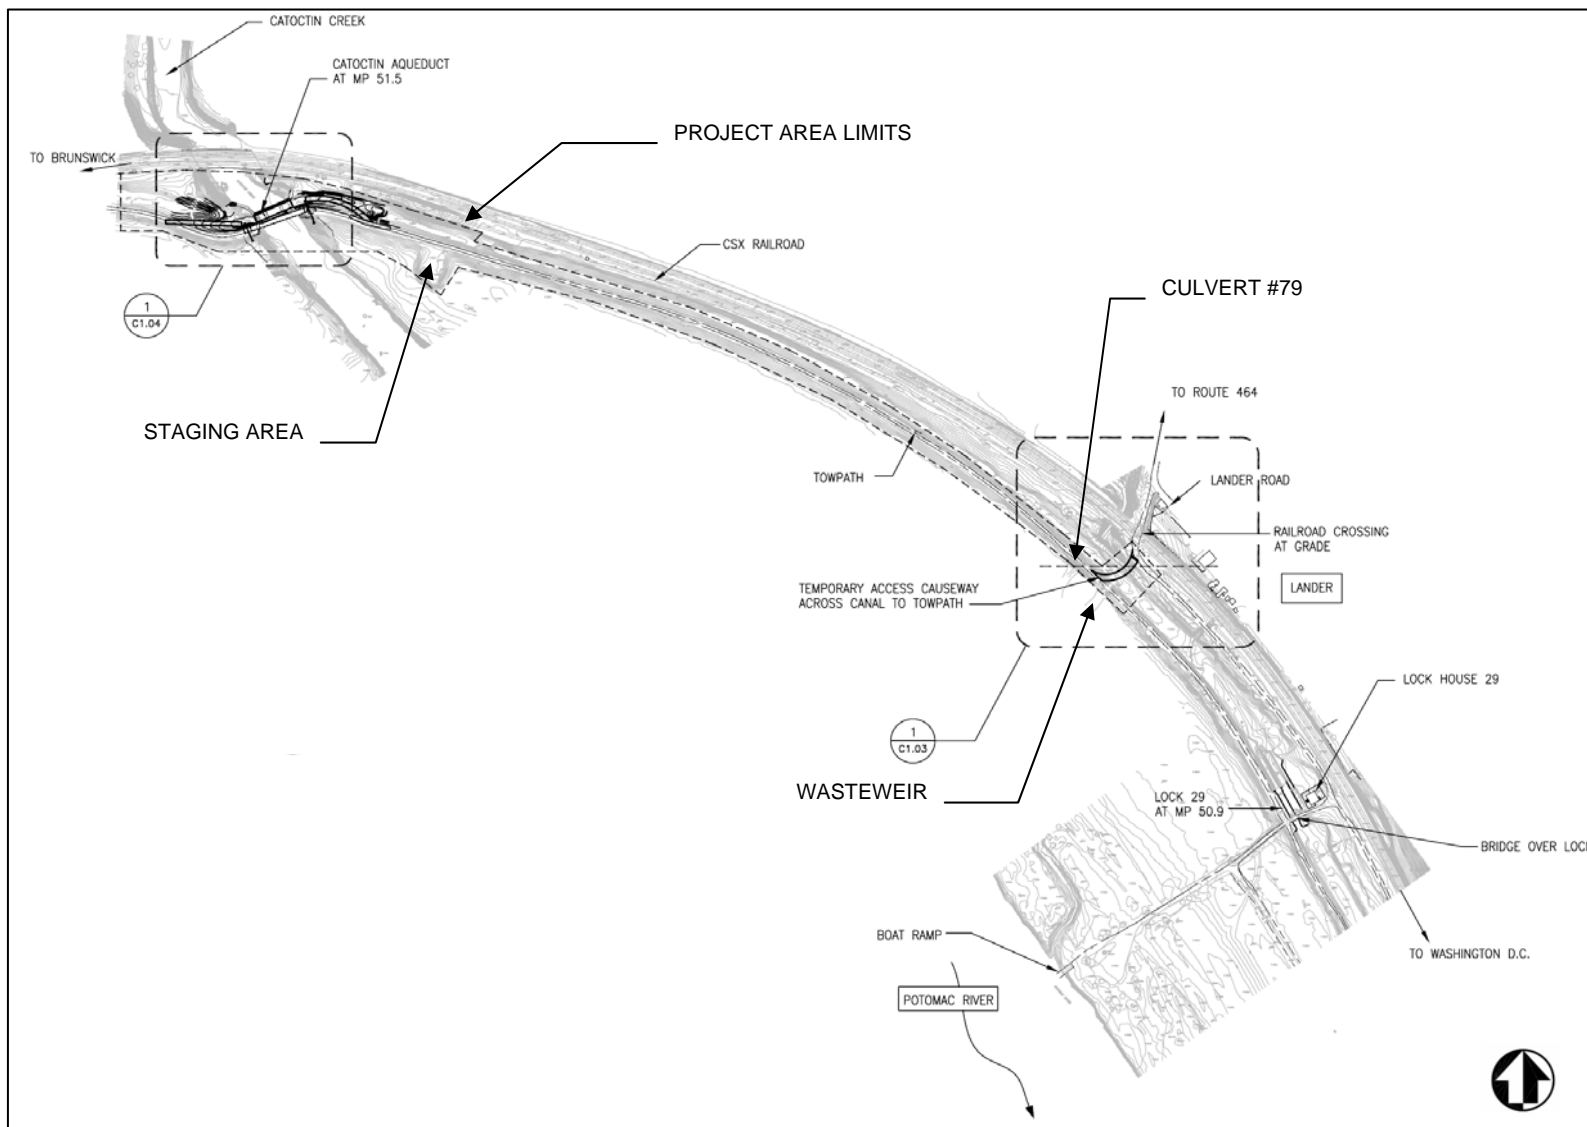 CATOCTIN CREEK
CATOCTIN AQUEDUCT
AT MP 51.5
PROJECT AREA LIMITS
TO BRUNSWICK
CSX RAILROAD
CULVERT #79
1
C1.04
TO ROUTE 464
STAGING AREA
TOWPATH
LANDER ROAD
RAILROAD CROSSING
AT GRADE
TEMPORARY ACCESS CAUSEWAY
ACROSS CANAL TO TOWPATH
LANDER
LOCK HOUSE 29
1
C1.03
WASTEWEIR
LOCK 29
AT MP 50.9
BRIDGE OVER LOCK
BOAT RAMP
TO WASHINGTON D.C.
POTOMAC RIVER